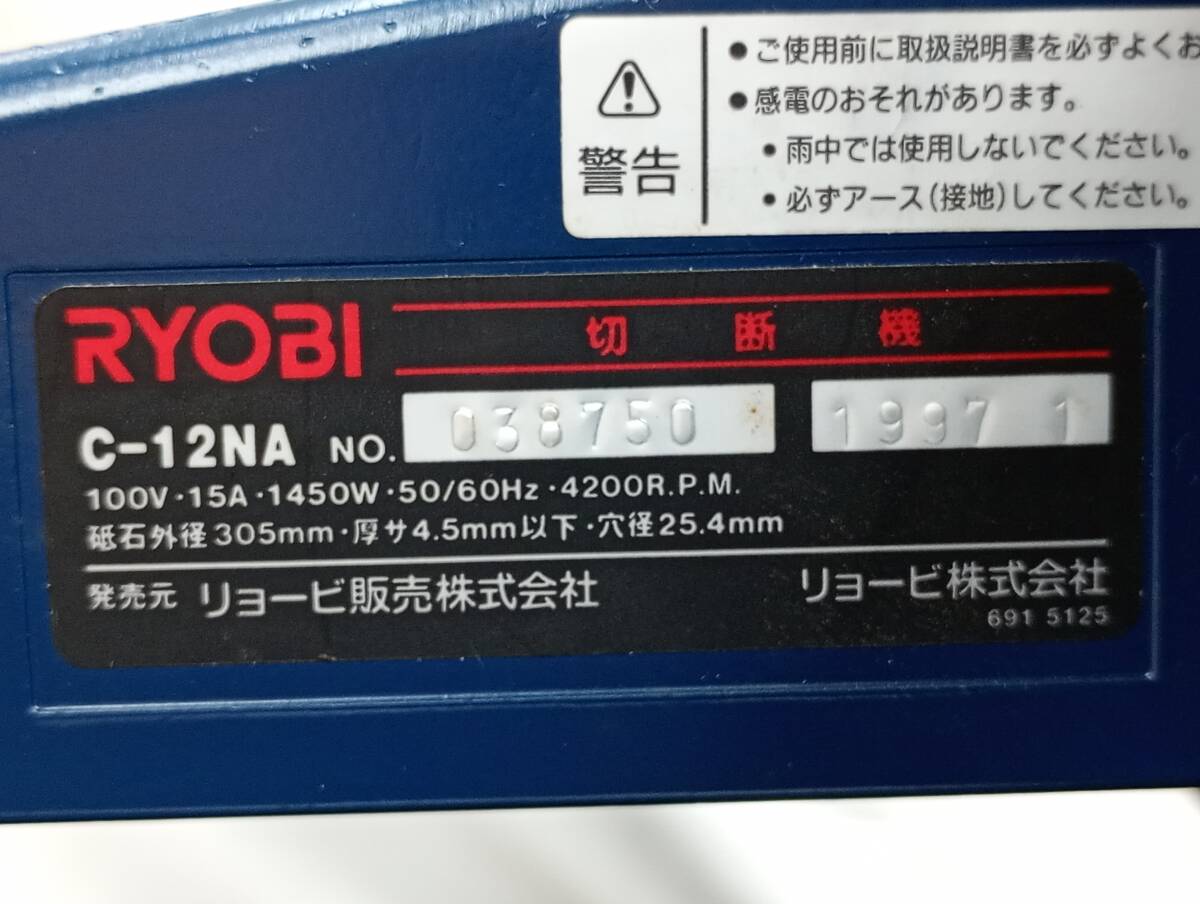 警告
● ご使用前に取扱説明書を必ずよくお
● 感電のおそれがあります。
• 雨中では使用しないでください。
• 必ずアース(接地)してください。
RYOBI 切断機
C-12NA NO. 038750 1997 1
100V・15A・1450W・50/60Hz・4200R.P.M.
砥石外径305mm・厚サ4.5mm以下・穴径25.4mm
発売元 リョービ販売株式会社 リョービ株式会社
691 5125